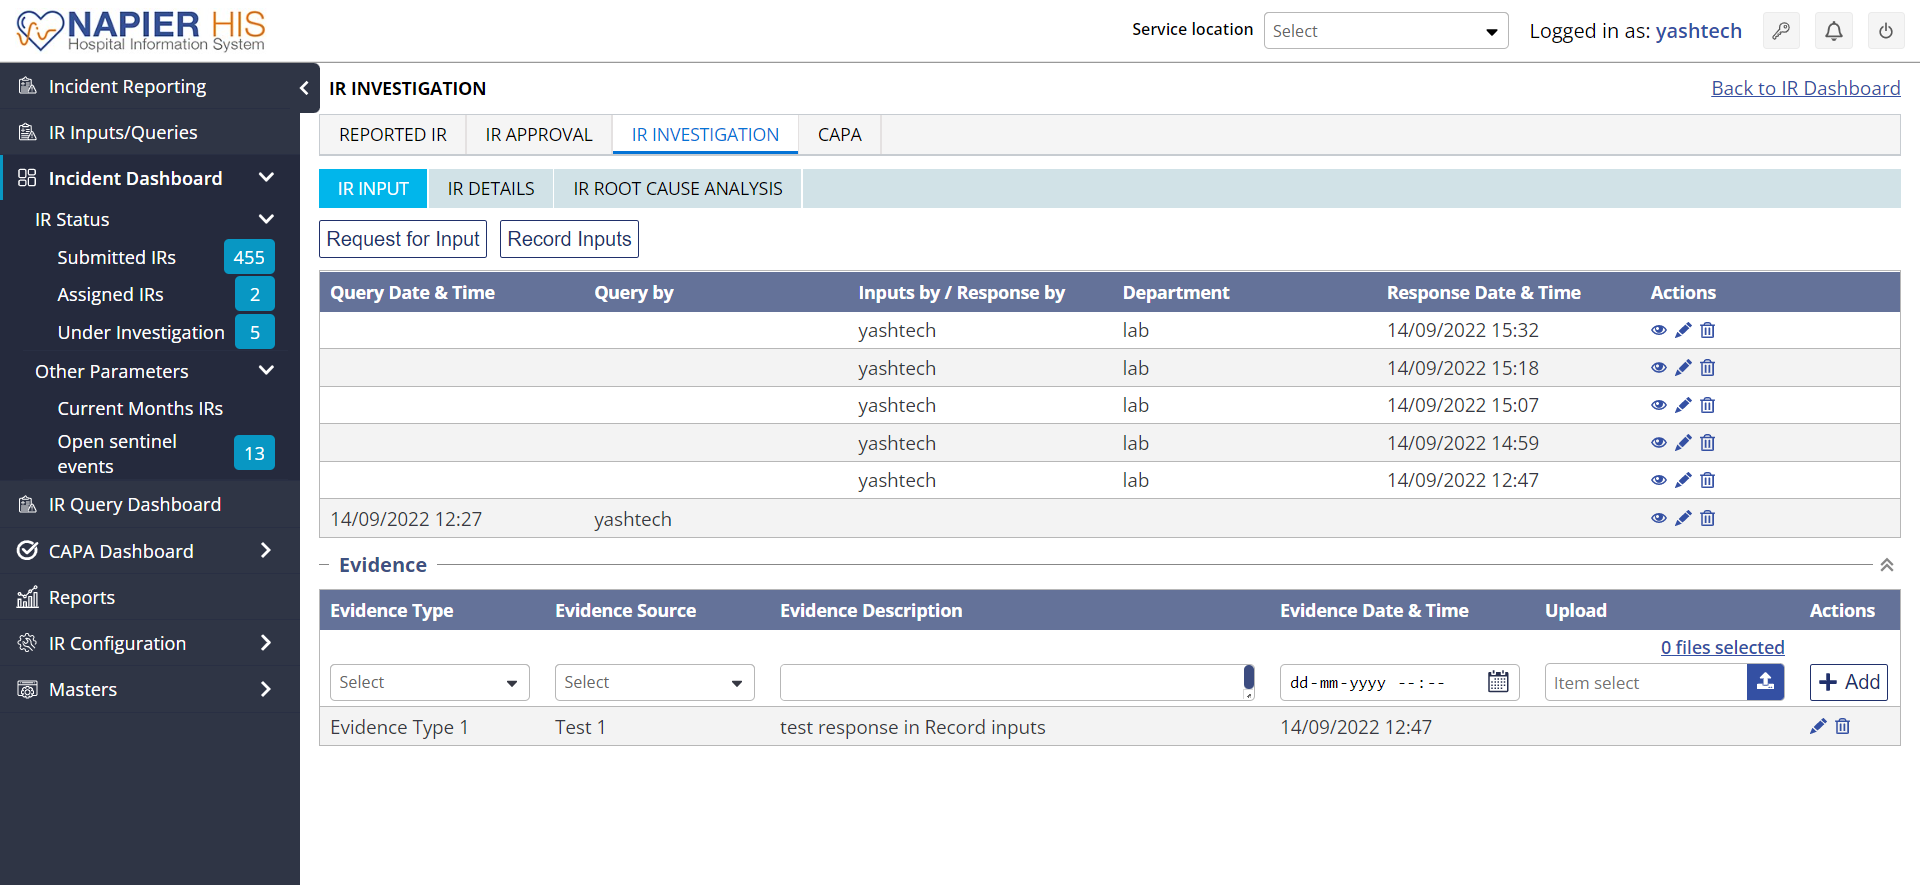 NAPIER HIS
Hospital Information System
Service location Select Logged in as: yashtech
Incident Reporting
IR Inputs/Queries
Incident Dashboard
IR Status
Submitted IRs 455
Assigned IRs 2
Under Investigation 5
Other Parameters
Current Months IRs
Open sentinel
events 13
IR Query Dashboard
CAPA Dashboard
Reports
IR Configuration
Masters
IR INVESTIGATION Back to IR Dashboard
REPORTED IR IR APPROVAL IR INVESTIGATION CAPA
IR INPUT IR DETAILS IR ROOT CAUSE ANALYSIS
Request for Input Record Inputs
Query Date & Time Query by Inputs by / Response by Department Response Date & Time Actions
yashtech lab 14/09/2022 15:32
yashtech lab 14/09/2022 15:18
yashtech lab 14/09/2022 15:07
yashtech lab 14/09/2022 14:59
yashtech lab 14/09/2022 12:47
14/09/2022 12:27 yashtech
Evidence
Evidence Type Evidence Source Evidence Description Evidence Date & Time Upload Actions
0 files selected
Select Select dd-mm-yyyy --:-- Item select Add
Evidence Type 1 Test 1 test response in Record inputs 14/09/2022 12:47